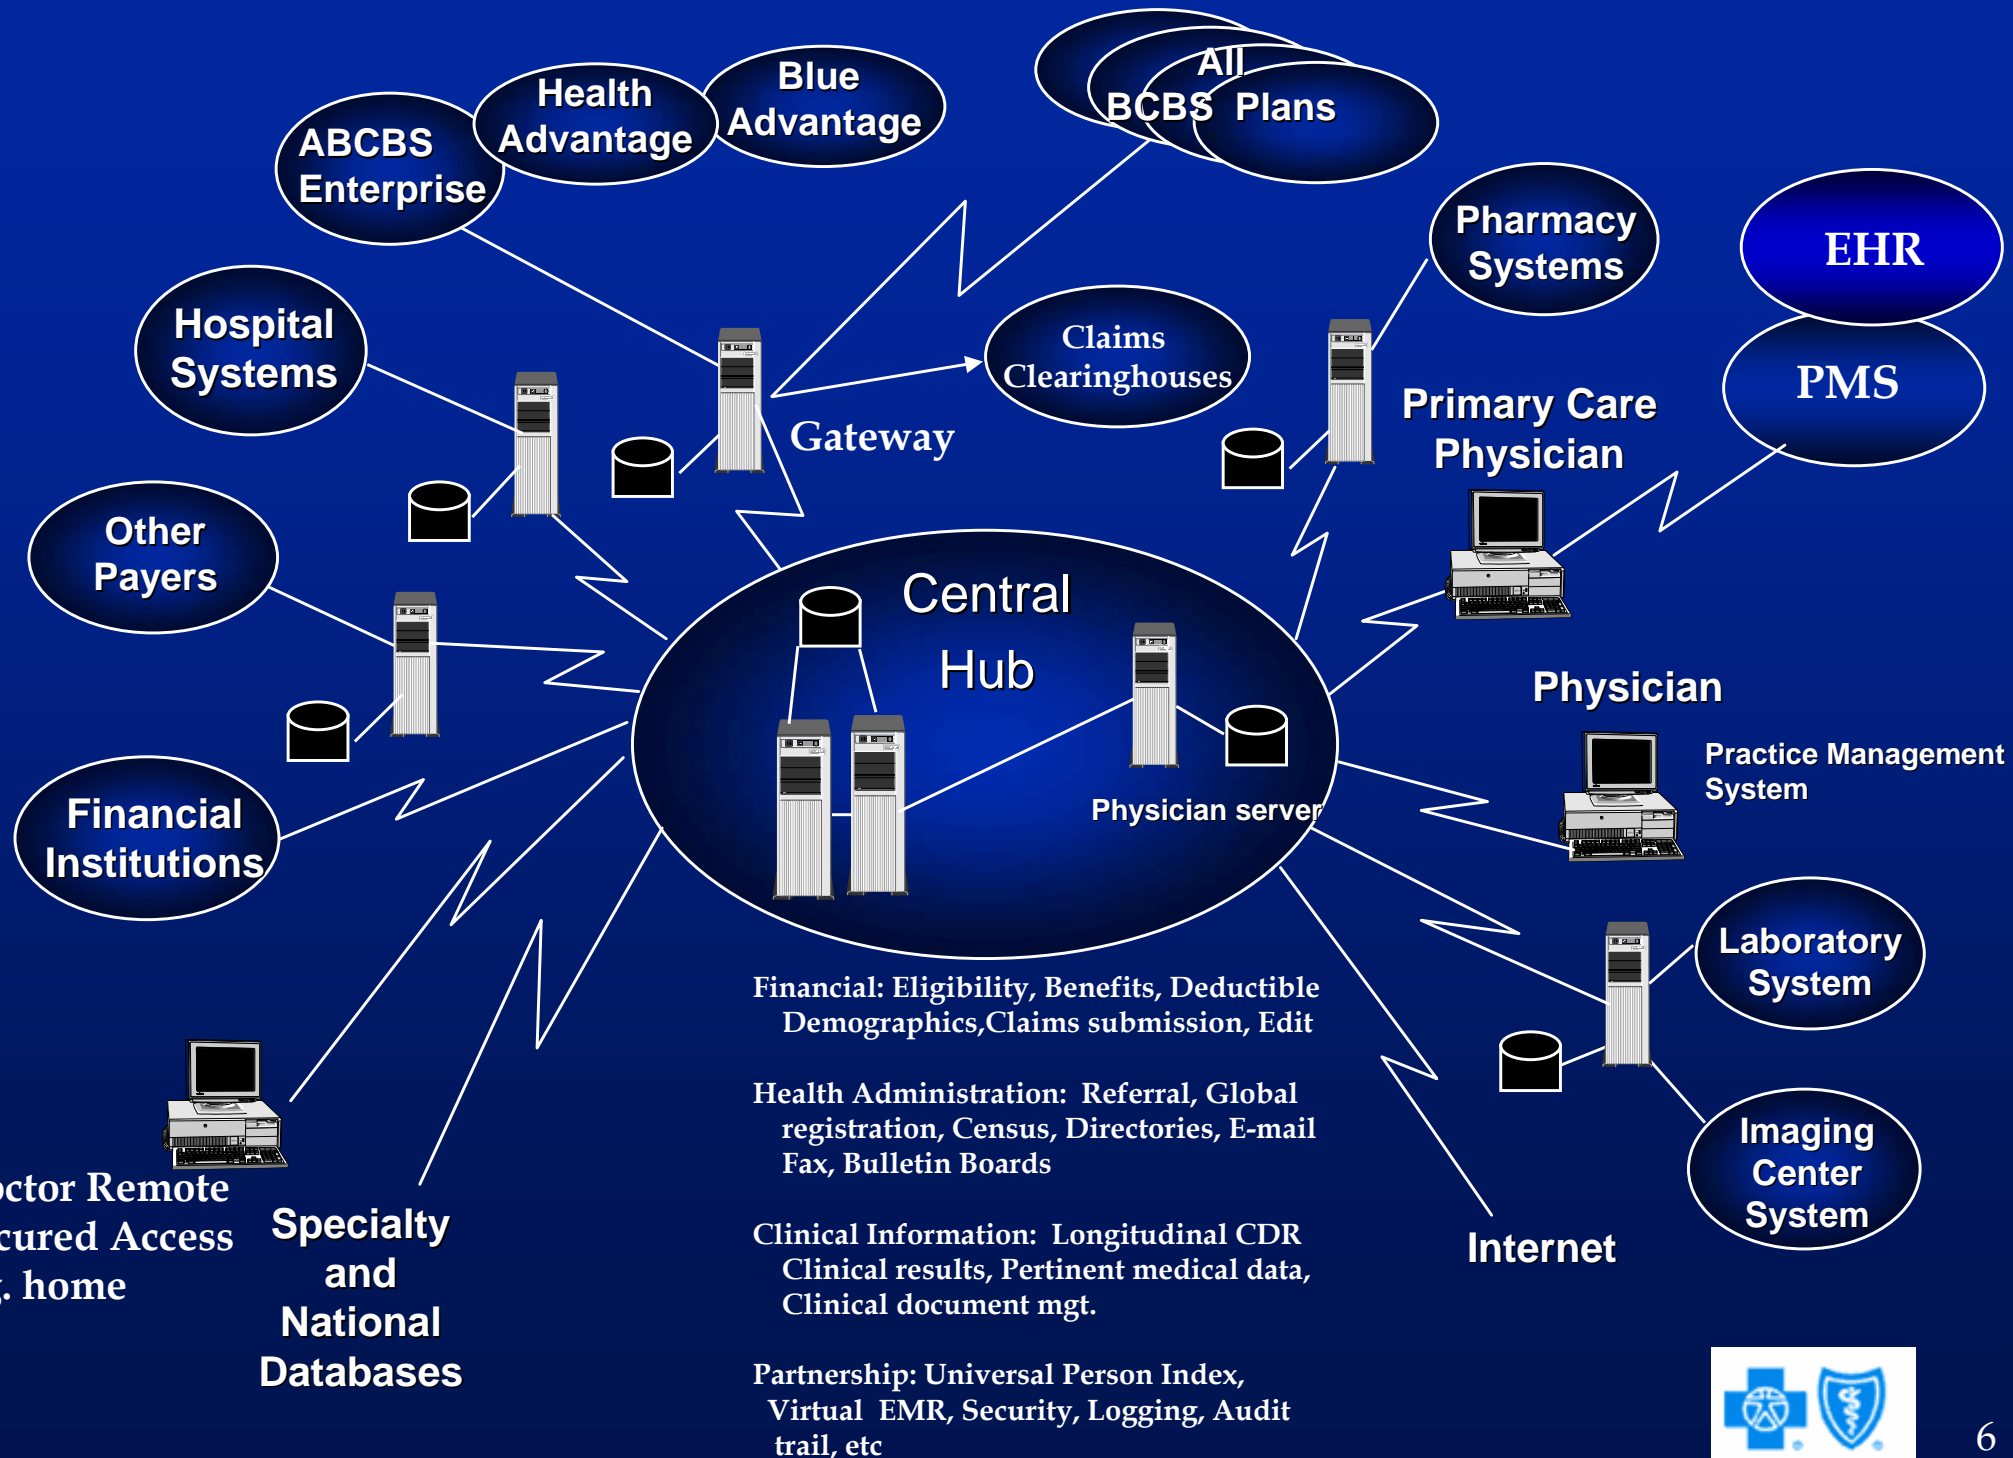 Blue
Advantage
Health
Advantage
ABCBS
Enterprise
All
BCBS Plans
Pharmacy
Systems
EHR
PMS
Hospital
Systems
Claims
Clearinghouses
Gateway
Primary Care
Physician
Other
Payers
Central
Hub
Physician
Practice Management
System
Physician server
Financial
Institutions
Laboratory
System
Imaging
Center
System
Internet
Financial: Eligibility, Benefits, Deductible
Demographics,Claims submission, Edit
Health Administration: Referral, Global
registration, Census, Directories, E-mail
Fax, Bulletin Boards
Clinical Information: Longitudinal CDR
Clinical results, Pertinent medical data,
Clinical document mgt.
Partnership: Universal Person Index,
Virtual EMR, Security, Logging, Audit
trail, etc
Remote
Access
home
Specialty
and
National
Databases
6